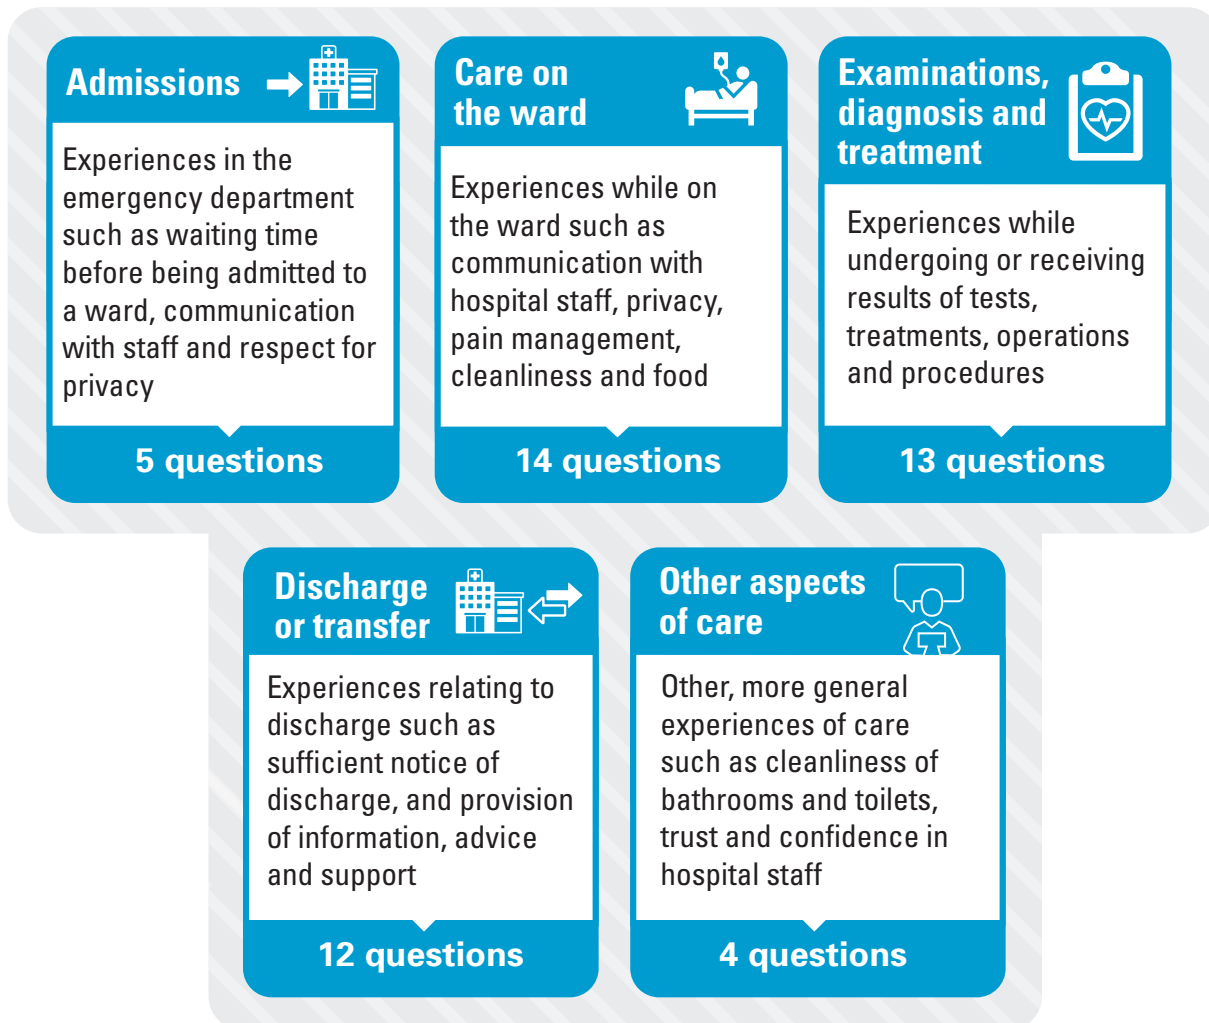 Admissions
Experiences in the
emergency department
such as waiting time
before being admitted to
a ward, communication
with staff and respect for
privacy
5 questions
Care on
the ward
Experiences while on
the ward such as
communication with
hospital staff, privacy,
pain management,
cleanliness and food
14 questions
Examinations,
diagnosis and
treatment
Experiences while
undergoing or receiving
results of tests,
treatments, operations
and procedures
13 questions
Discharge
or transfer
Experiences relating to
discharge such as
sufficient notice of
discharge, and provision
of information, advice
and support
12 questions
Other aspects
of care
Other, more general
experiences of care
such as cleanliness of
bathrooms and toilets,
trust and confidence in
hospital staff
4 questions